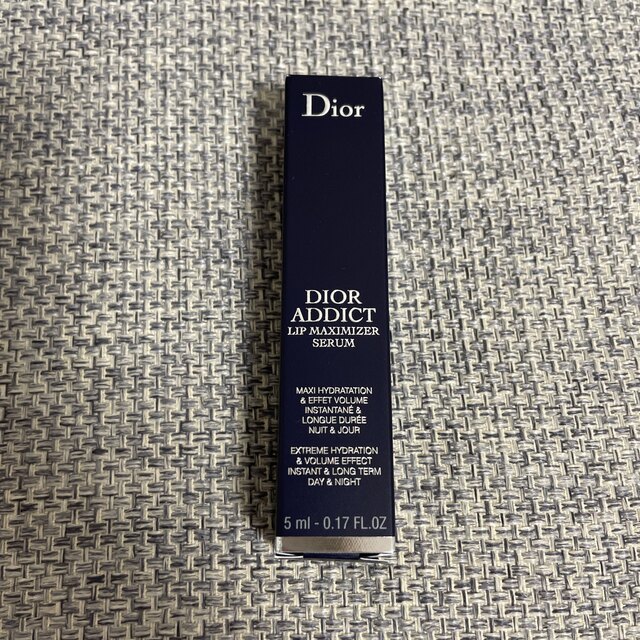 Dior
DIOR
ADDICT
LIP MAXIMIZER
SERUM
MAXI HYDRATATION
& EFFET VOLUME
INSTANTANÉ &
LONGUE DURÉE
NUIT & JOUR
EXTREME HYDRATION
& VOLUME EFFECT
INSTANT & LONG TERM
DAY & NIGHT
5 ml - 0.17 FL.OZ